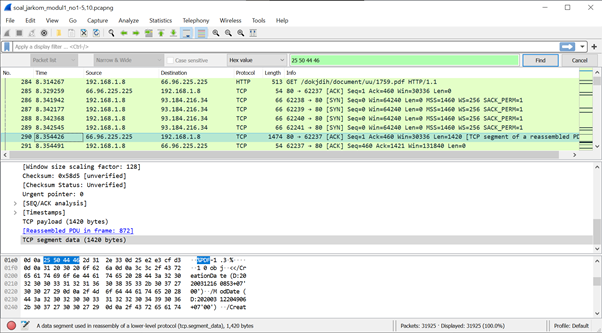 soal_jarkom_modul1_no1-5,10.pcapng
File Edit View Go Capture Analyze Statistics Telephony Wireless Tools Help
Apply a display filter ... <Ctrl-/>
Packet list Narrow & Wide Case sensitive Hex value 25 50 44 46 Find Cancel
No. Time Source Destination Protocol Length Info
284 8.314267 192.168.1.8 66.96.225.225 HTTP 513 GET /dokjdih/document/uu/1759.pdf HTTP/1.1
285 8.329259 66.96.225.225 192.168.1.8 TCP 54 80 → 62237 [ACK] Seq=1 Ack=460 Win=30336 Len=0
286 8.341942 192.168.1.8 93.184.216.34 TCP 66 62238 → 80 [SYN] Seq=0 Win=64240 Len=0 MSS=1460 WS=256 SACK_PERM=1
287 8.342177 192.168.1.8 93.184.216.34 TCP 66 62239 → 80 [SYN] Seq=0 Win=64240 Len=0 MSS=1460 WS=256 SACK_PERM=1
288 8.342368 192.168.1.8 93.184.216.34 TCP 66 62240 → 80 [SYN] Seq=0 Win=64240 Len=0 MSS=1460 WS=256 SACK_PERM=1
289 8.342545 192.168.1.8 93.184.216.34 TCP 66 62241 → 80 [SYN] Seq=0 Win=64240 Len=0 MSS=1460 WS=256 SACK_PERM=1
290 8.354426 66.96.225.225 192.168.1.8 TCP 1474 80 → 62237 [ACK] Seq=1 Ack=460 Win=30336 Len=1420 [TCP segment of a reassembled PD
291 8.354491 192.168.1.8 66.96.225.225 TCP 54 62237 → 80 [ACK] Seq=460 Ack=1421 Win=131840 Len=0
[Window size scaling factor: 128]
Checksum: 0x58d5 [unverified]
[Checksum Status: Unverified]
Urgent pointer: 0
[SEQ/ACK analysis]
[Timestamps]
TCP payload (1420 bytes)
[Reassembled PDU in frame: 872]
TCP segment data (1420 bytes)
01e0 0d 0a 25 50 44 46 2d 31 2e 33 0d 25 e2 e3 cf d3 ··%PDF-1 .3·%····
01f0 0d 0a 31 20 30 20 6f 62 6a 0d 0a 3c 3c 2f 43 72 ··1 0 ob j··<</Cr
0200 65 61 74 69 6f 6e 44 61 74 65 20 28 44 3a 32 30 eationDa te (D:20
0210 30 33 31 32 31 36 30 38 35 33 2b 30 37 27 20031216 0853+07'
0220 30 30 27 29 0d 0a 2f 4d 6f 64 44 61 74 65 20 28 00')··/M odDate (
0230 44 3a 32 30 32 30 33 31 32 32 30 34 39 30 36 D:202031 2204906
0240 2b 30 37 27 30 30 27 29 0d 0a 2f 43 72 65 61 74 +07'00') ··/Creat
A data segment used in reassembly of a lower-level protocol (tcp.segment_data), 1,420 bytes Packets: 31925 · Displayed: 31925 (100.0%) Profile: Default